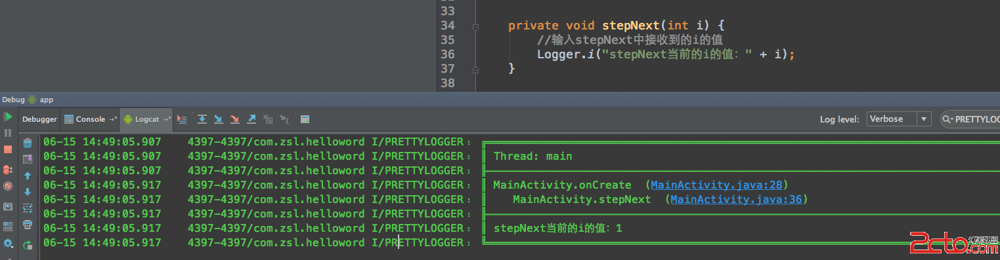 33
34 private void stepNext(int i) {
35 //输入stepNext中接收到的i的值
36 Logger.i("stepNext当前的i的值: " + i);
37 }
38
Debug app
Debugger Console Logcat Log level: Verbose PRETTYLOG
06-15 14:49:05.907 4397-4397/com.zsl.helloword I/PRETTYLOGGER:
06-15 14:49:05.907 4397-4397/com.zsl.helloword I/PRETTYLOGGER: Thread: main
06-15 14:49:05.907 4397-4397/com.zsl.helloword I/PRETTYLOGGER:
06-15 14:49:05.917 4397-4397/com.zsl.helloword I/PRETTYLOGGER: MainActivity.onCreate (MainActivity.java:28)
06-15 14:49:05.917 4397-4397/com.zsl.helloword I/PRETTYLOGGER: MainActivity.stepNext (MainActivity.java:36)
06-15 14:49:05.917 4397-4397/com.zsl.helloword I/PRETTYLOGGER:
06-15 14:49:05.917 4397-4397/com.zsl.helloword I/PRETTYLOGGER: stepNext当前的i的值: 1
06-15 14:49:05.917 4397-4397/com.zsl.helloword I/PRETTYLOGGER:
2cto.com